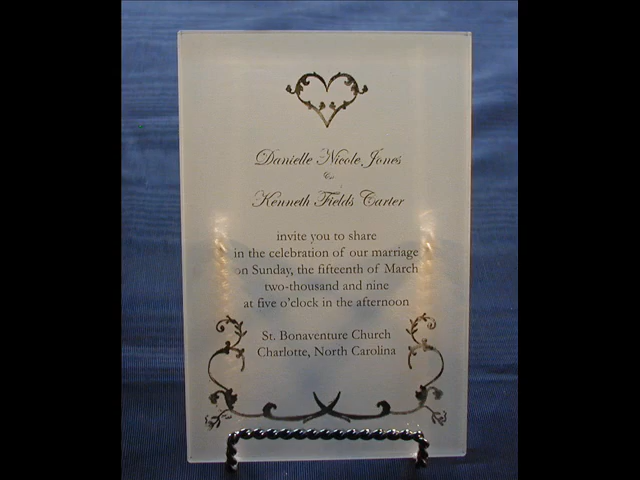 Danielle Nicole Jones
&
Kenneth Fields Carter
invite you to share
in the celebration of our marriage
on Sunday, the fifteenth of March
two-thousand and nine
at five o'clock in the afternoon
St. Bonaventure Church
Charlotte, North Carolina